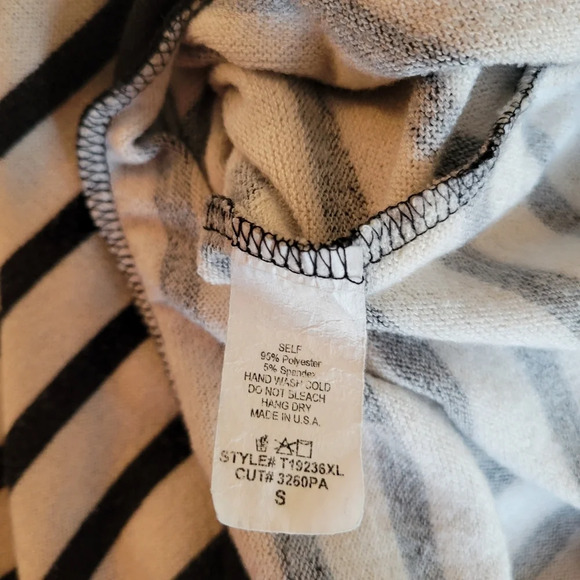 SELF
95% Polyester
5% Spandex
HAND WASH COLD
DO NOT BLEACH
HANG DRY
MADE IN U.S.A.
STYLE# T19236XL
CUT# 3260PA
S